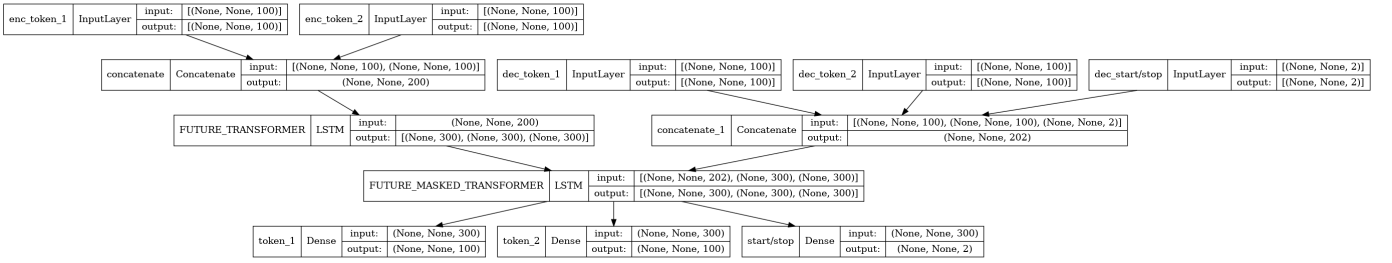 enc_token_1 InputLayer input: [(None, None, 100)] output: [(None, None, 100)]
enc_token_2 InputLayer input: [(None, None, 100)] output: [(None, None, 100)]
concatenate Concatenate input: [(None, None, 100), (None, None, 100)] output: (None, None, 200)
dec_token_1 InputLayer input: [(None, None, 100)] output: [(None, None, 100)]
dec_token_2 InputLayer input: [(None, None, 100)] output: [(None, None, 100)]
dec_start/stop InputLayer input: [(None, None, 2)] output: [(None, None, 2)]
FUTURE_TRANSFORMER LSTM input: (None, None, 200) output: [(None, 300), (None, 300), (None, 300)]
concatenate_1 Concatenate input: [(None, None, 100), (None, None, 100), (None, None, 2)] output: (None, None, 202)
FUTURE_MASKED_TRANSFORMER LSTM input: [(None, None, 202), (None, 300), (None, 300)] output: [(None, None, 300), (None, 300), (None, 300)]
token_1 Dense input: (None, None, 300) output: (None, None, 100)
token_2 Dense input: (None, None, 300) output: (None, None, 100)
start/stop Dense input: (None, None, 300) output: (None, None, 2)